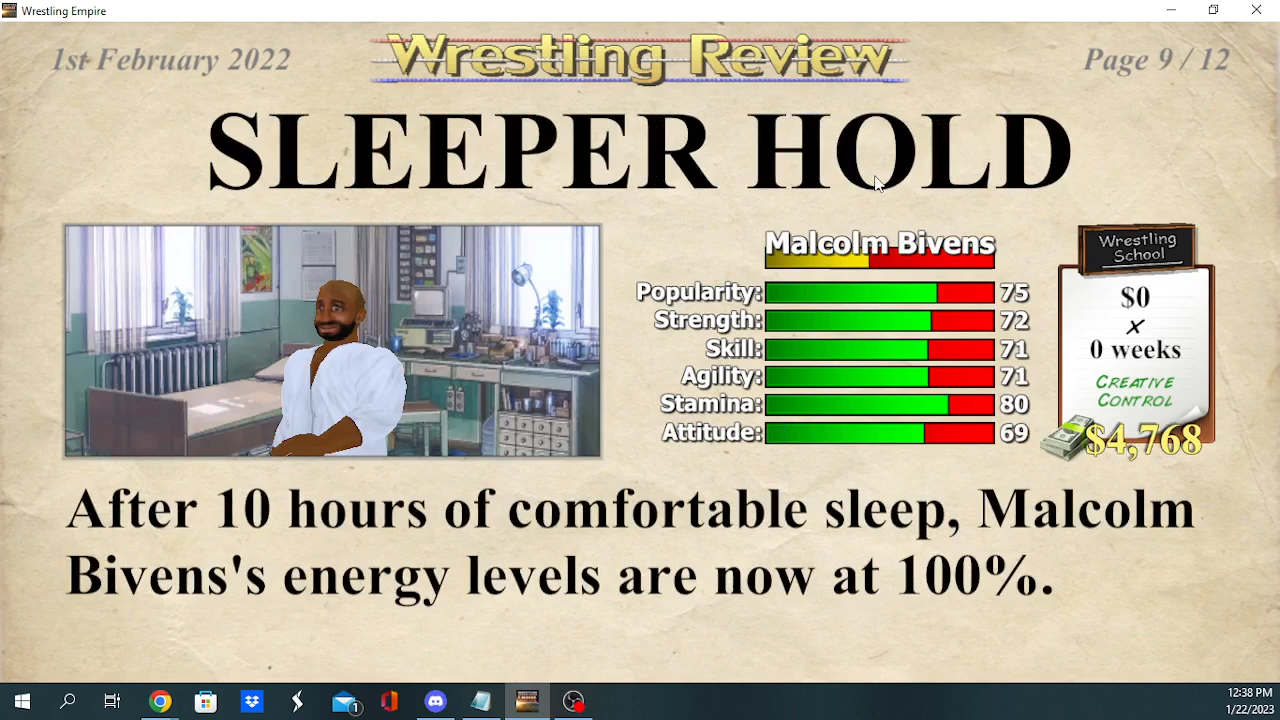 Wrestling Empire
1st February 2022
Wrestling Review
Page 9 / 12
SLEEPER HOLD
Malcolm Bivens
Popularity: 75
Strength: 72
Skill: 71
Agility: 71
Stamina: 80
Attitude: 69
Wrestling
School
$0
x
0 weeks
CREATIVE
CONTROL
$4,768
After 10 hours of comfortable sleep, Malcolm
Bivens's energy levels are now at 100%.
1
12:38 PM
1/22/2023